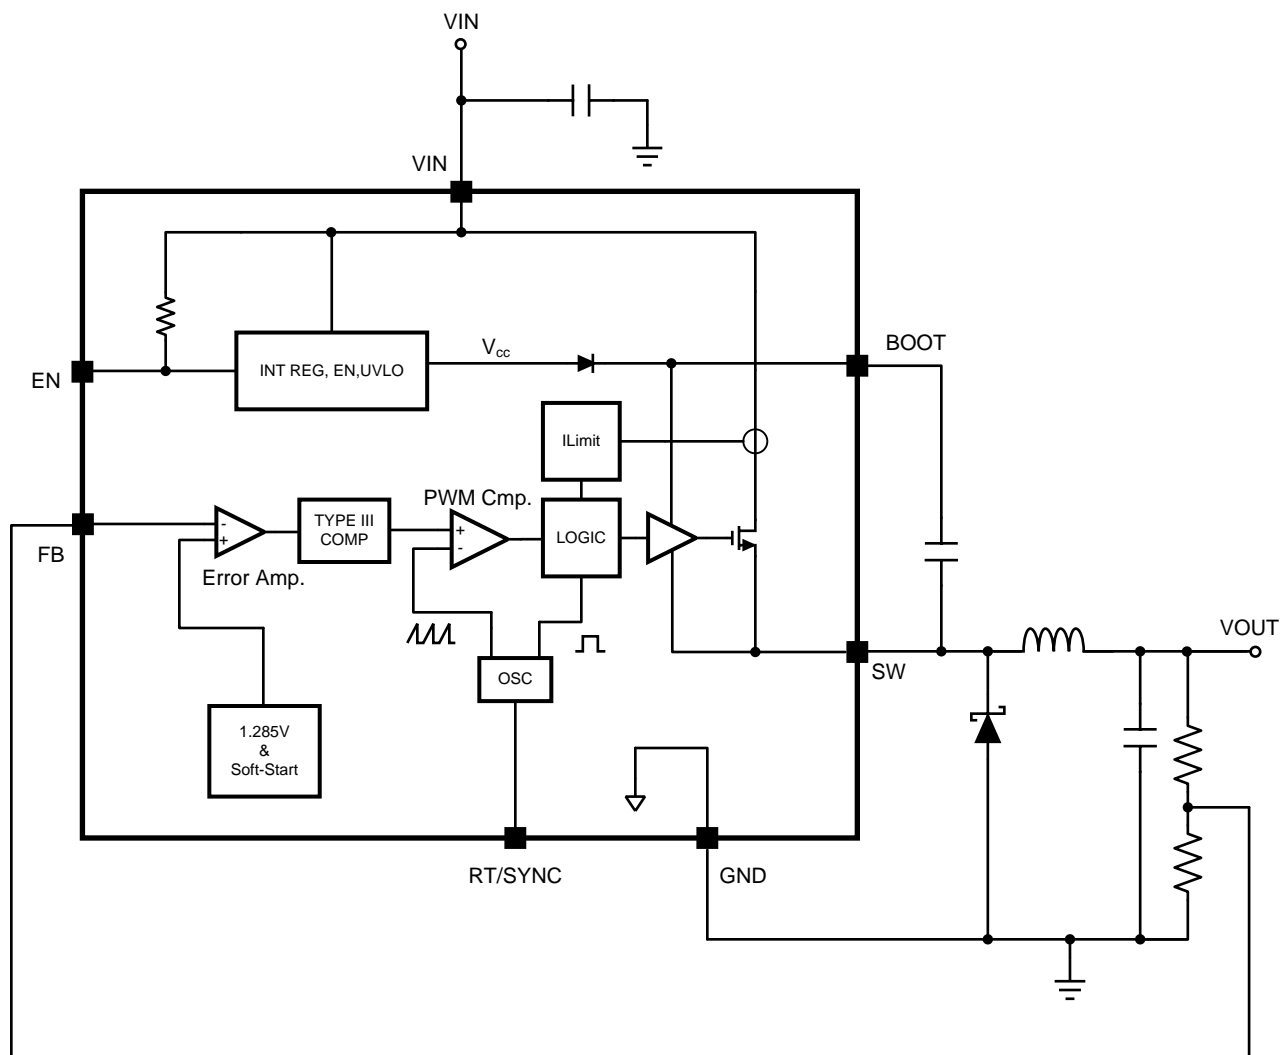 VIN
VIN
BOOT
V_cc
EN
INT REG, EN,UVLO
ILimit
PWM Cmp.
FB
-
+
TYPE III
COMP
+
-
LOGIC
Error Amp.
VOUT
SW
OSC
1.285V
&
Soft-Start
RT/SYNC
GND